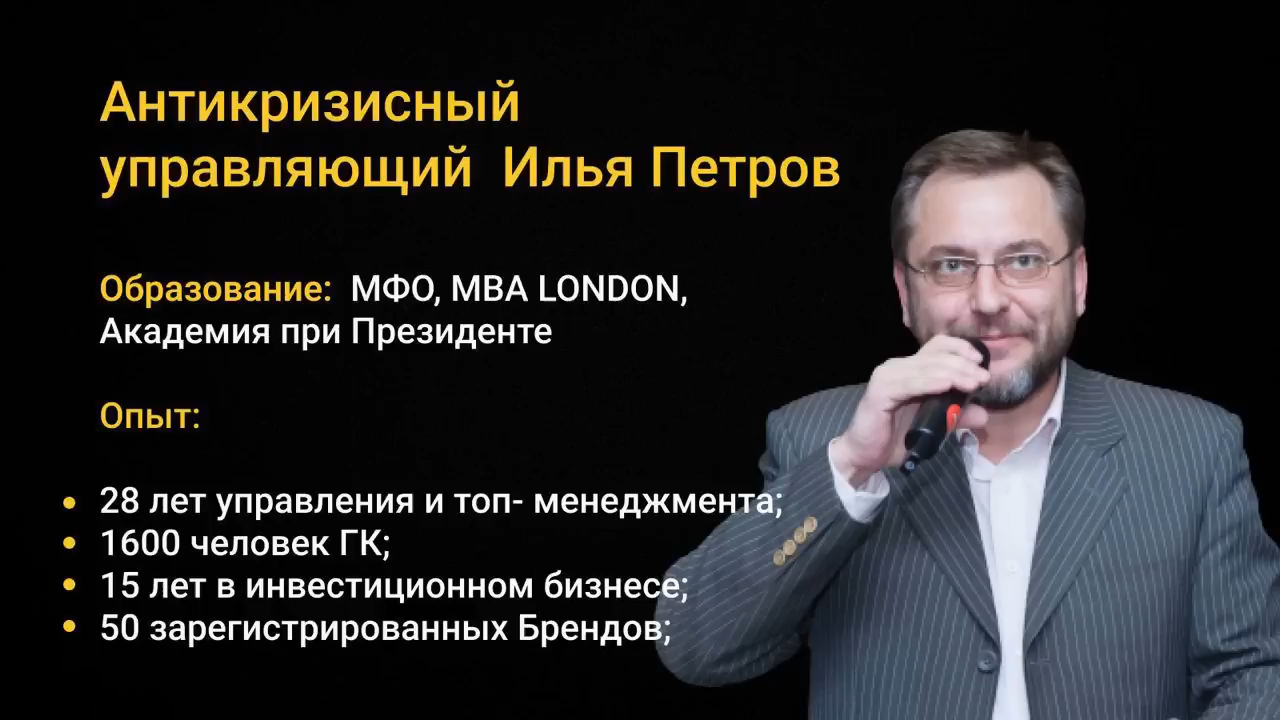 Антикризисный
управляющий Илья Петров
Образование: МФО, MBA LONDON,
Академия при Президенте
Опыт:
28 лет управления и топ- менеджмента;
1600 человек ГК;
15 лет в инвестиционном бизнесе;
50 зарегистрированных Брендов;